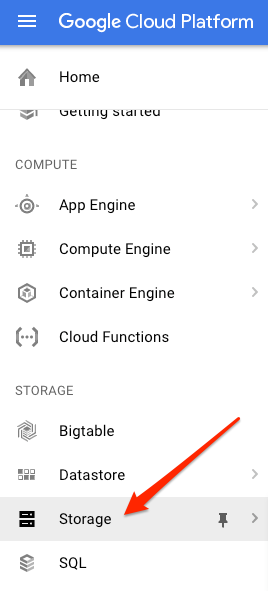 Google Cloud Platform
Home
Getting started
COMPUTE
App Engine
Compute Engine
Container Engine
Cloud Functions
STORAGE
Bigtable
Datastore
Storage
SQL